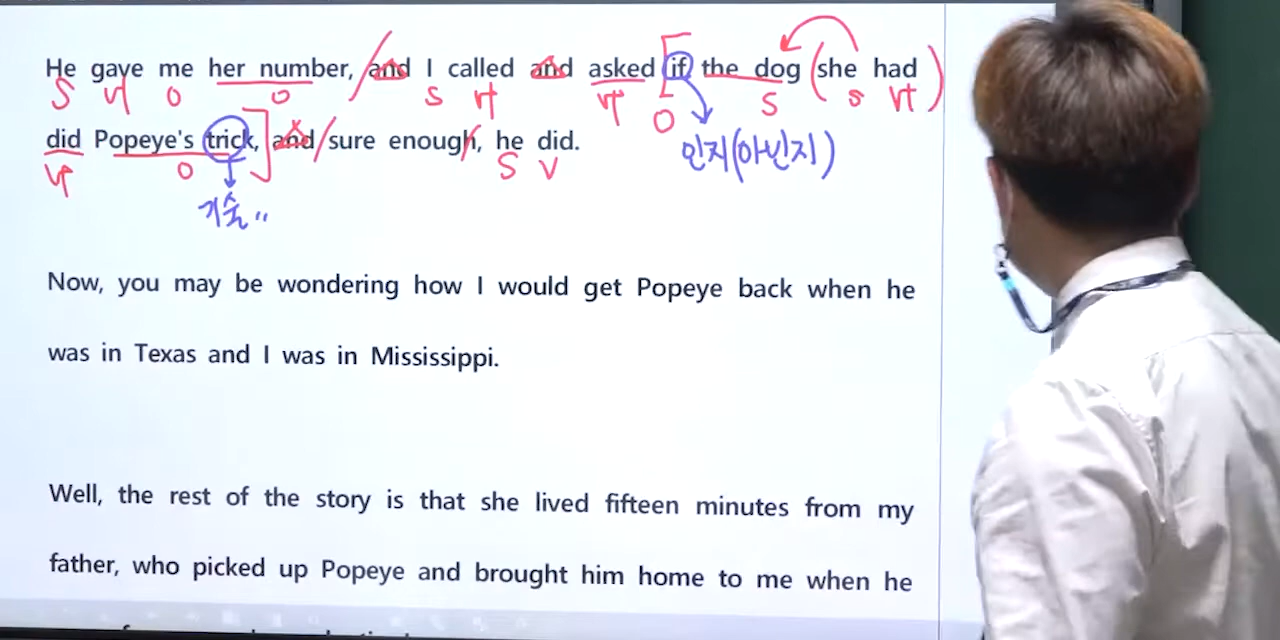 He gave me her number, and I called and asked if the dog (she had)
S vt O O S vt vt O S s vt 인지(아닌지)
did Popeye's trick, and sure enough, he did.
vt O S V
기술
Now, you may be wondering how I would get Popeye back when he
was in Texas and I was in Mississippi.
Well, the rest of the story is that she lived fifteen minutes from my
father, who picked up Popeye and brought him home to me when he